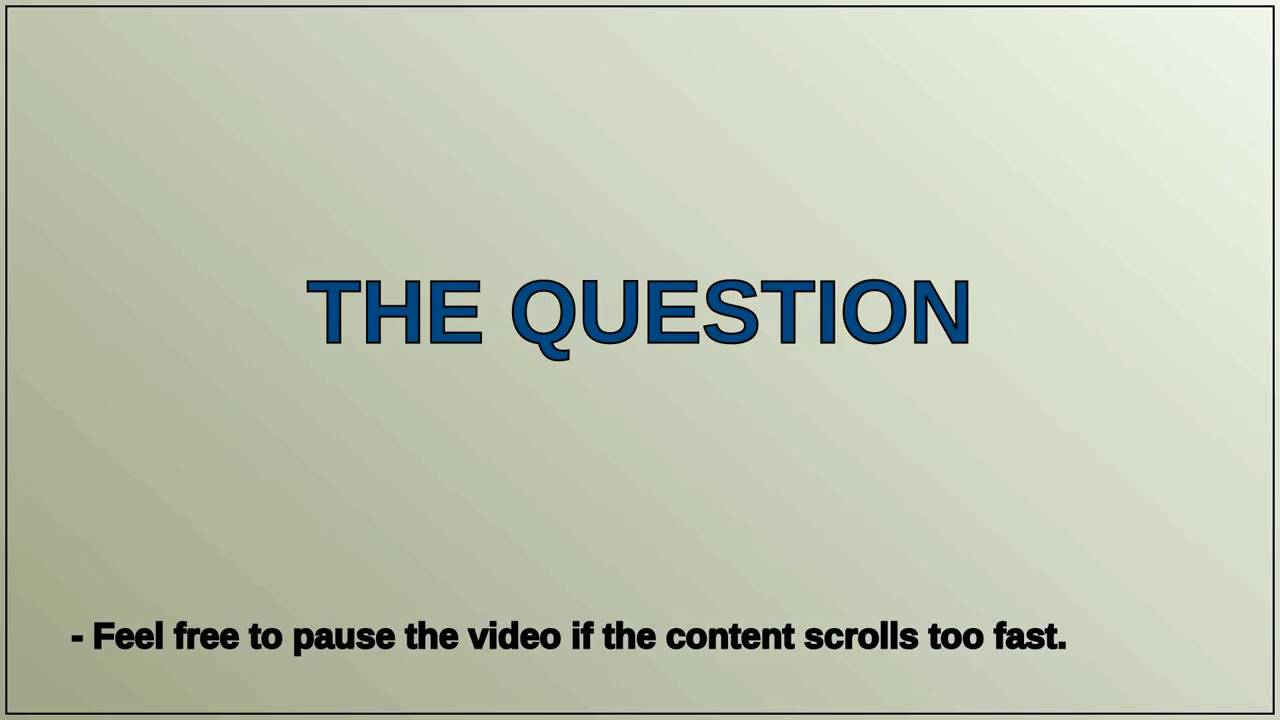 THE QUESTION
- Feel free to pause the video if the content scrolls too fast.